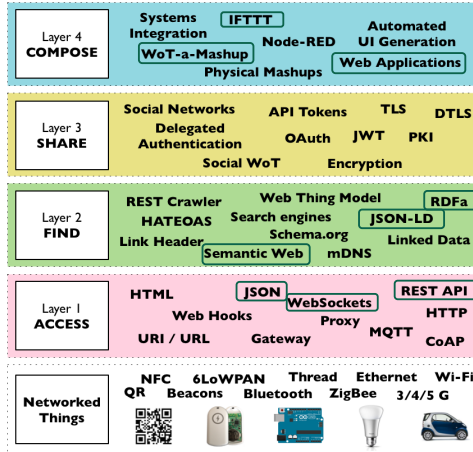 Layer 4
COMPOSE
Systems
Integration
IFTTT
Automated
UI Generation
Node-RED
WoT-a-Mashup
Web Applications
Physical Mashups
Layer 3
SHARE
Social Networks
API Tokens
TLS
DTLS
Delegated
Authentication
OAuth
JWT
PKI
Social WoT
Encryption
Layer 2
FIND
REST Crawler
Web Thing Model
RDFa
HATEOAS
Search engines
JSON-LD
Link Header
Schema.org
Linked Data
Semantic Web
mDNS
Layer 1
ACCESS
HTML
JSON
REST API
WebSockets
Web Hooks
Proxy
HTTP
URI / URL
Gateway
MQTT
CoAP
Networked
Things
NFC
6LoWPAN
Thread
Ethernet
Wi-Fi
QR
Beacons
Bluetooth
ZigBee
3/4/5 G